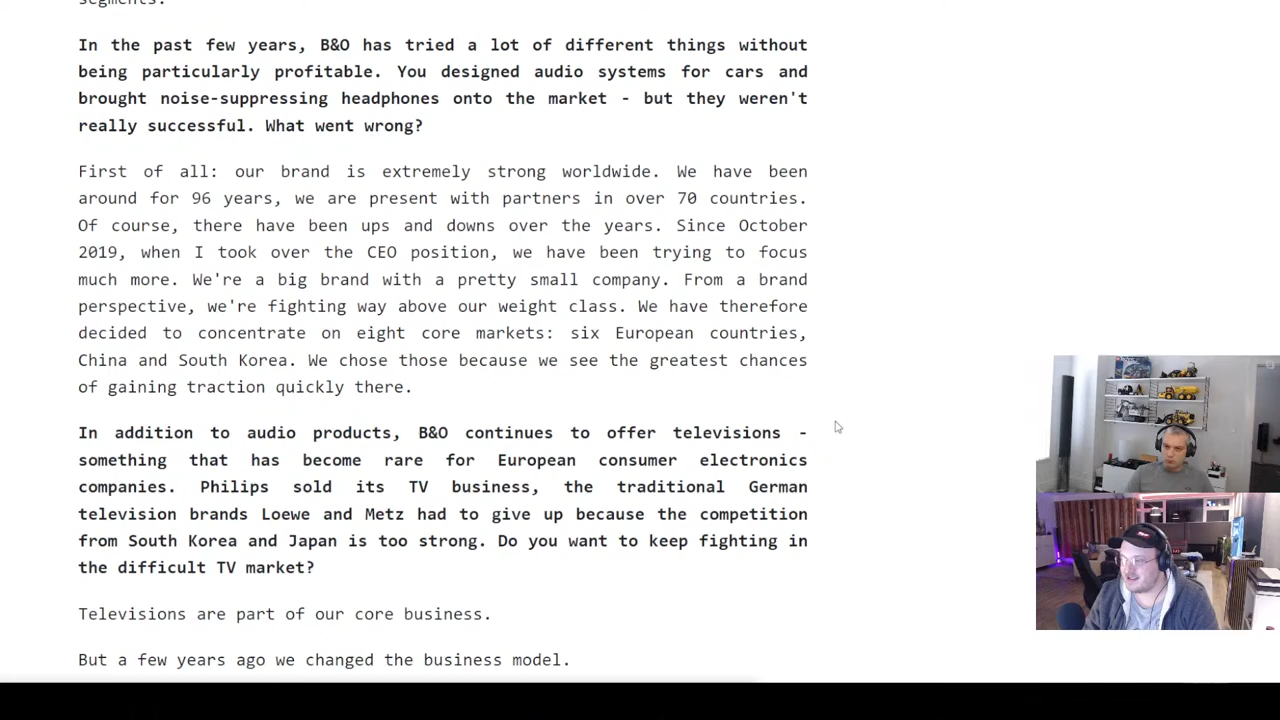 segments.
In the past few years, B&O has tried a lot of different things without
being particularly profitable. You designed audio systems for cars and
brought noise-suppressing headphones onto the market - but they weren't
really successful. What went wrong?
First of all: our brand is extremely strong worldwide. We have been
around for 96 years, we are present with partners in over 70 countries.
Of course, there have been ups and downs over the years. Since October
2019, when I took over the CEO position, we have been trying to focus
much more. We're a big brand with a pretty small company. From a brand
perspective, we're fighting way above our weight class. We have therefore
decided to concentrate on eight core markets: six European countries,
China and South Korea. We chose those because we see the greatest chances
of gaining traction quickly there.
In addition to audio products, B&O continues to offer televisions -
something that has become rare for European consumer electronics
companies. Philips sold its TV business, the traditional German
television brands Loewe and Metz had to give up because the competition
from South Korea and Japan is too strong. Do you want to keep fighting in
the difficult TV market?
Televisions are part of our core business.
But a few years ago we changed the business model.